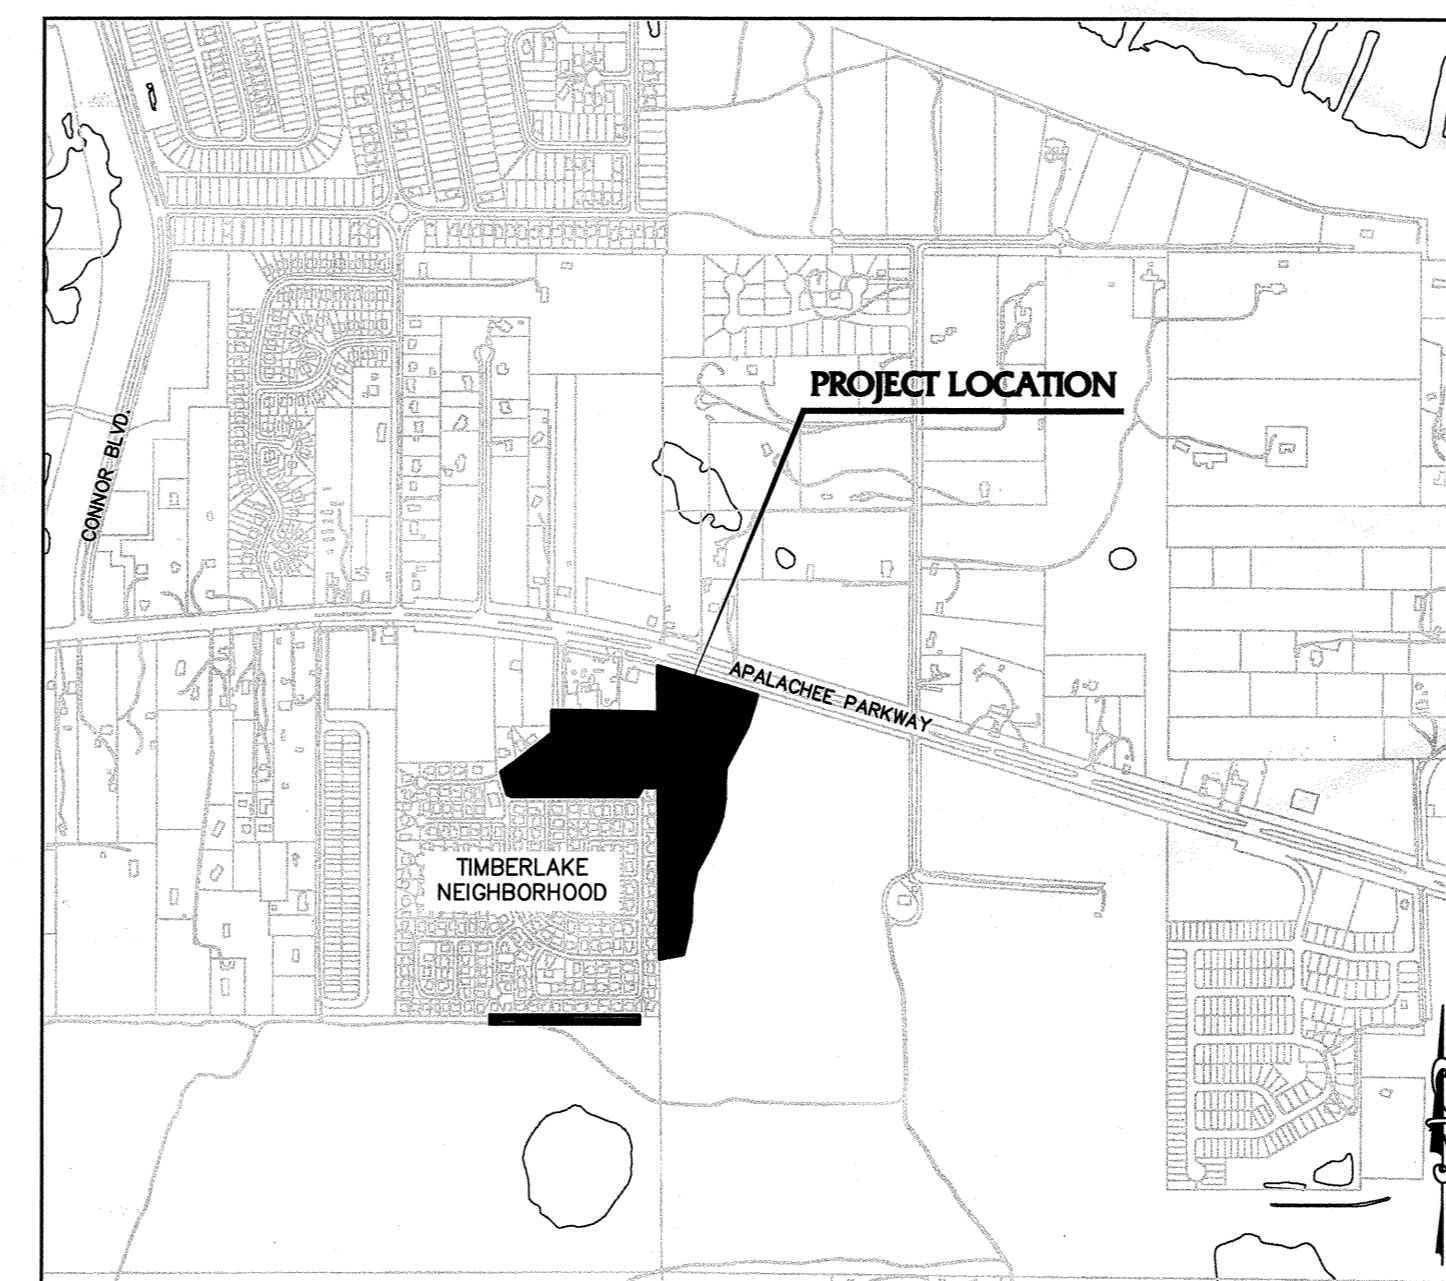 PROJECT LOCATION
CONNOR BLVD.
APALACHEE PARKWAY
TIMBERLAKE
NEIGHBORHOOD